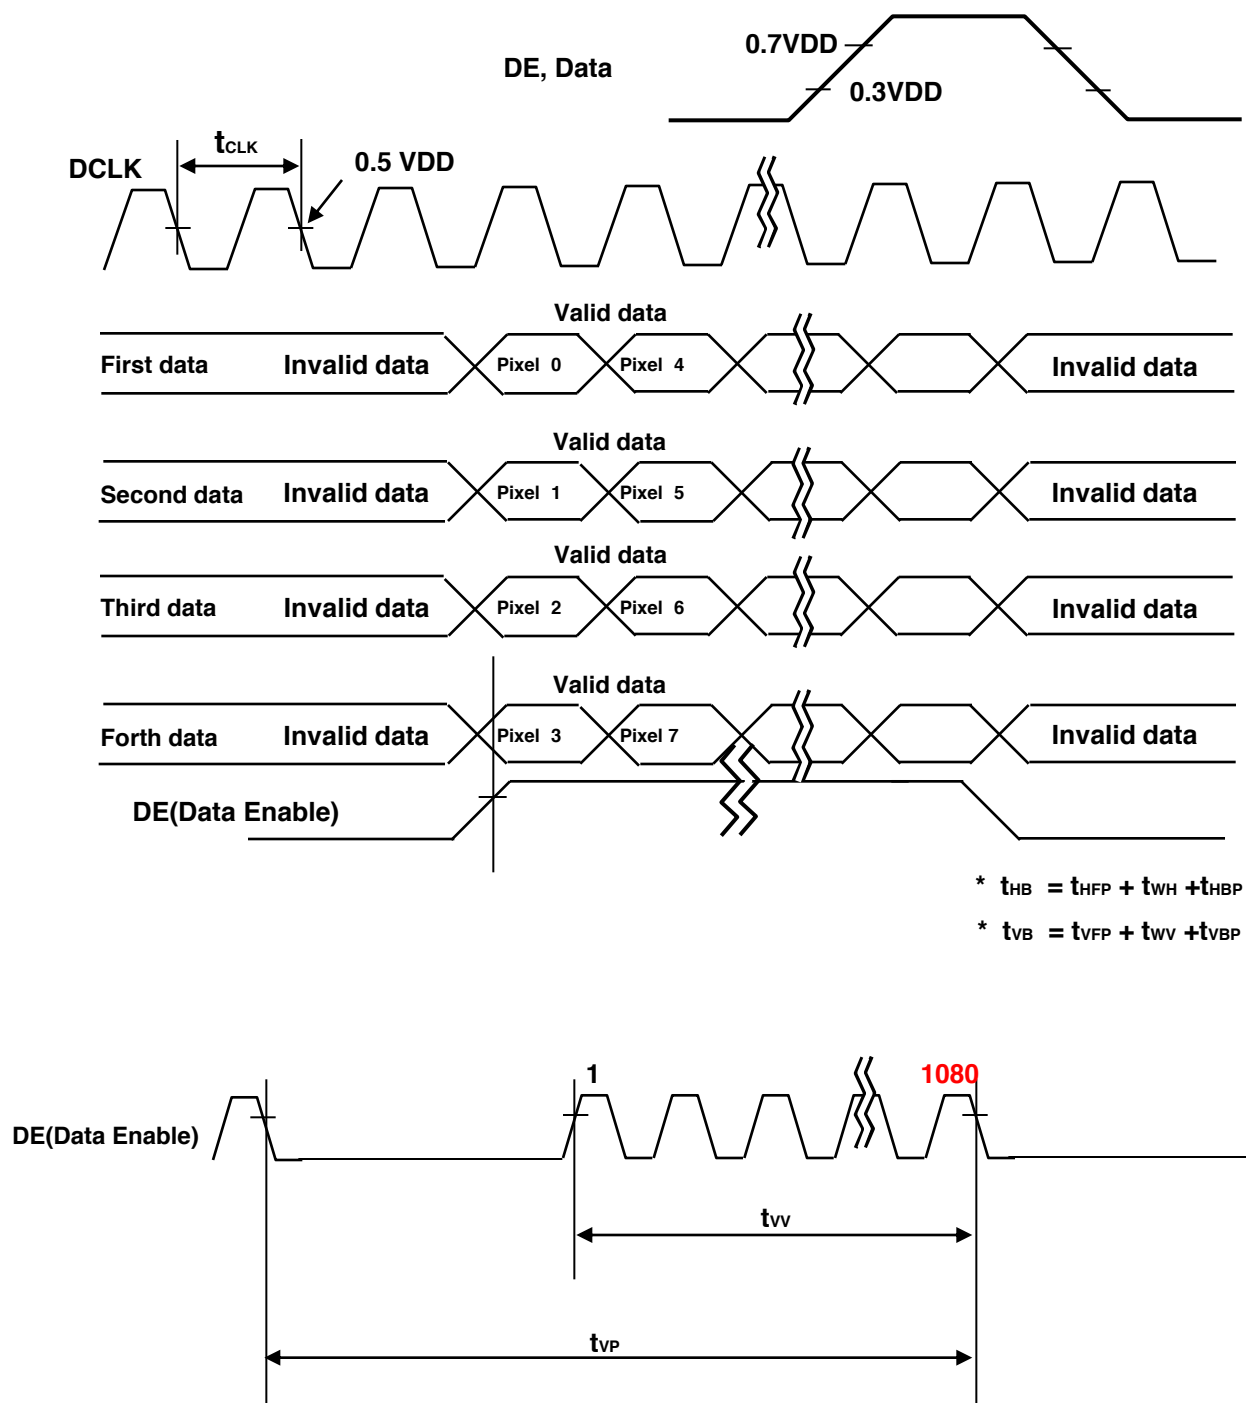 0.7VDD
DE, Data
0.3VDD
tCLK
DCLK
0.5 VDD
Valid data
First data Invalid data Pixel 0 Pixel 4 Invalid data
Valid data
Second data Invalid data Pixel 1 Pixel 5 Invalid data
Valid data
Third data Invalid data Pixel 2 Pixel 6 Invalid data
Valid data
Forth data Invalid data Pixel 3 Pixel 7 Invalid data
DE(Data Enable)
* tHB = tHFP + tWH +tHBP
* tVB = tVFP + tWV +tVBP
1 1080
DE(Data Enable)
tVV
tVP